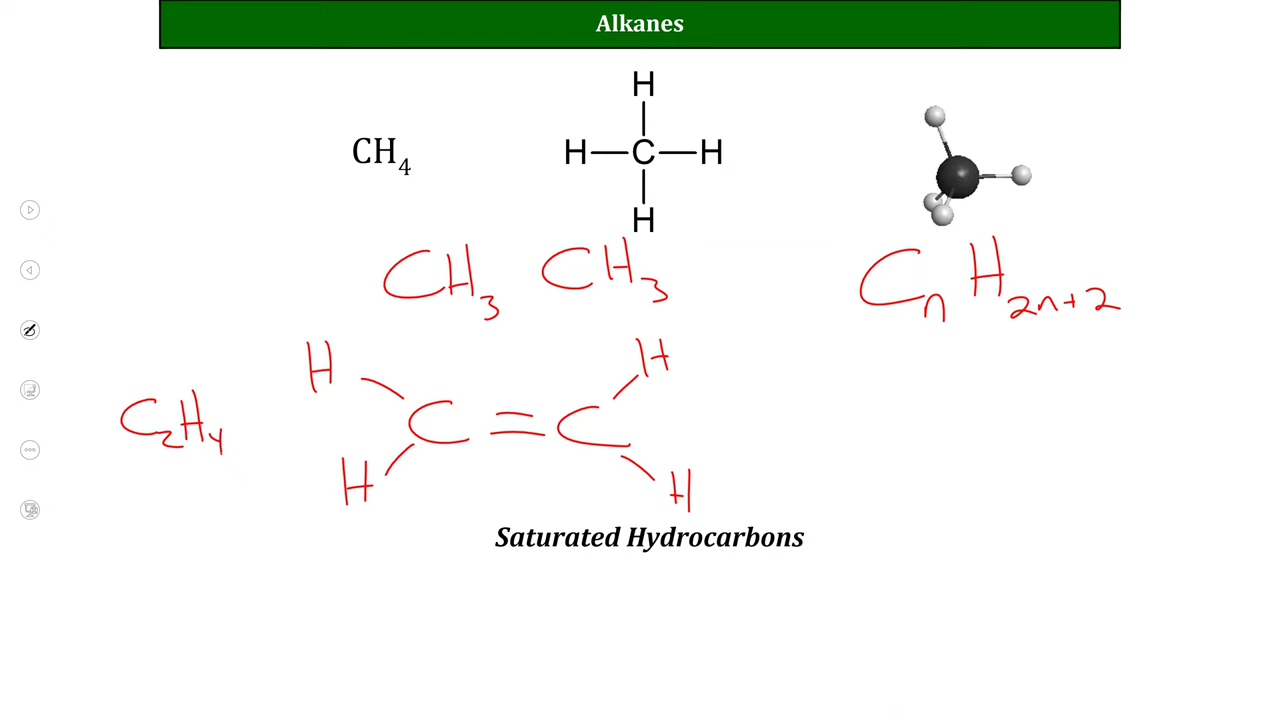 Alkanes
CH₄
H
H—C—H
H
CH₃ CH₃
CₙH₂ₙ₊₂
H H
C₂H₄ C=C
H H
Saturated Hydrocarbons